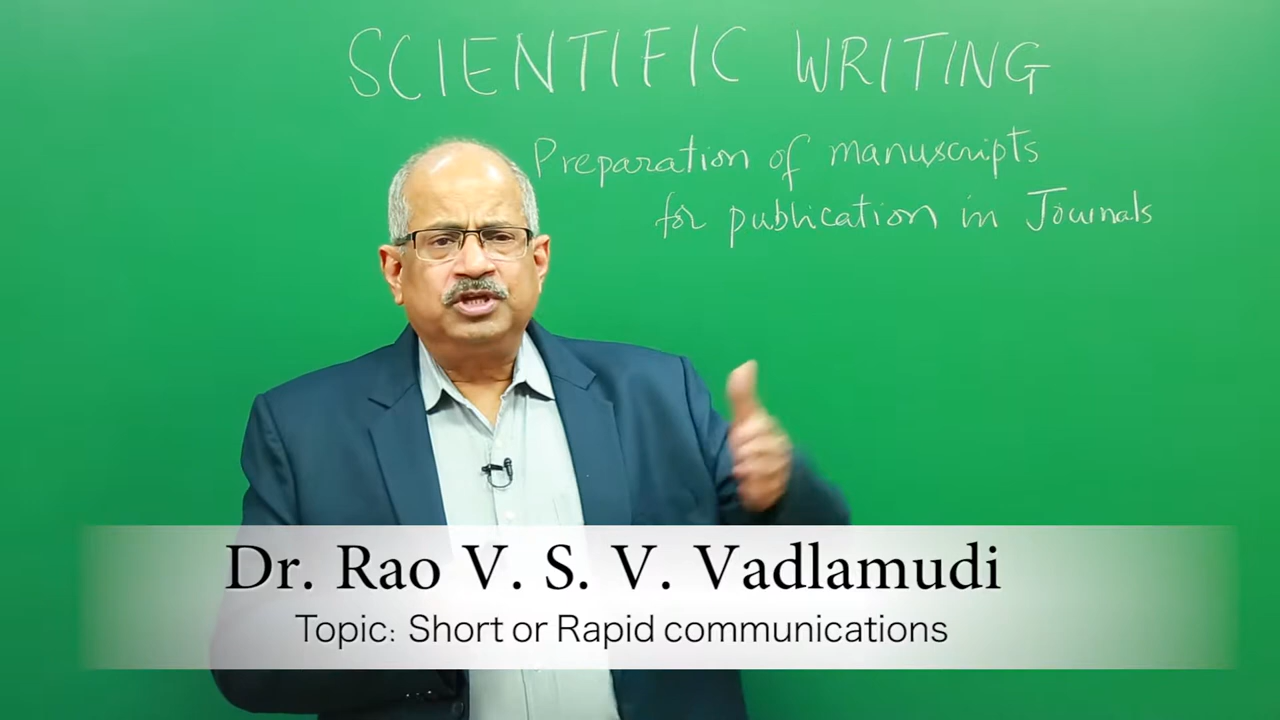 SCIENTIFIC WRITING
Preparation of manuscripts
for publication in Journals
Dr. Rao V. S. V. Vadlamudi
Topic: Short or Rapid communications